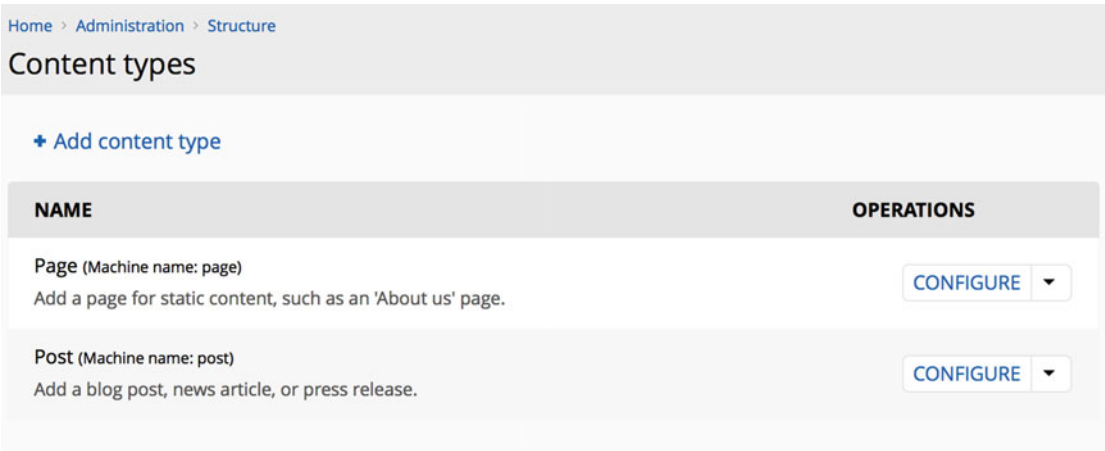 Home > Administration > Structure
Content types
+ Add content type
NAME OPERATIONS
Page (Machine name: page)
Add a page for static content, such as an 'About us' page.
CONFIGURE
Post (Machine name: post)
Add a blog post, news article, or press release.
CONFIGURE